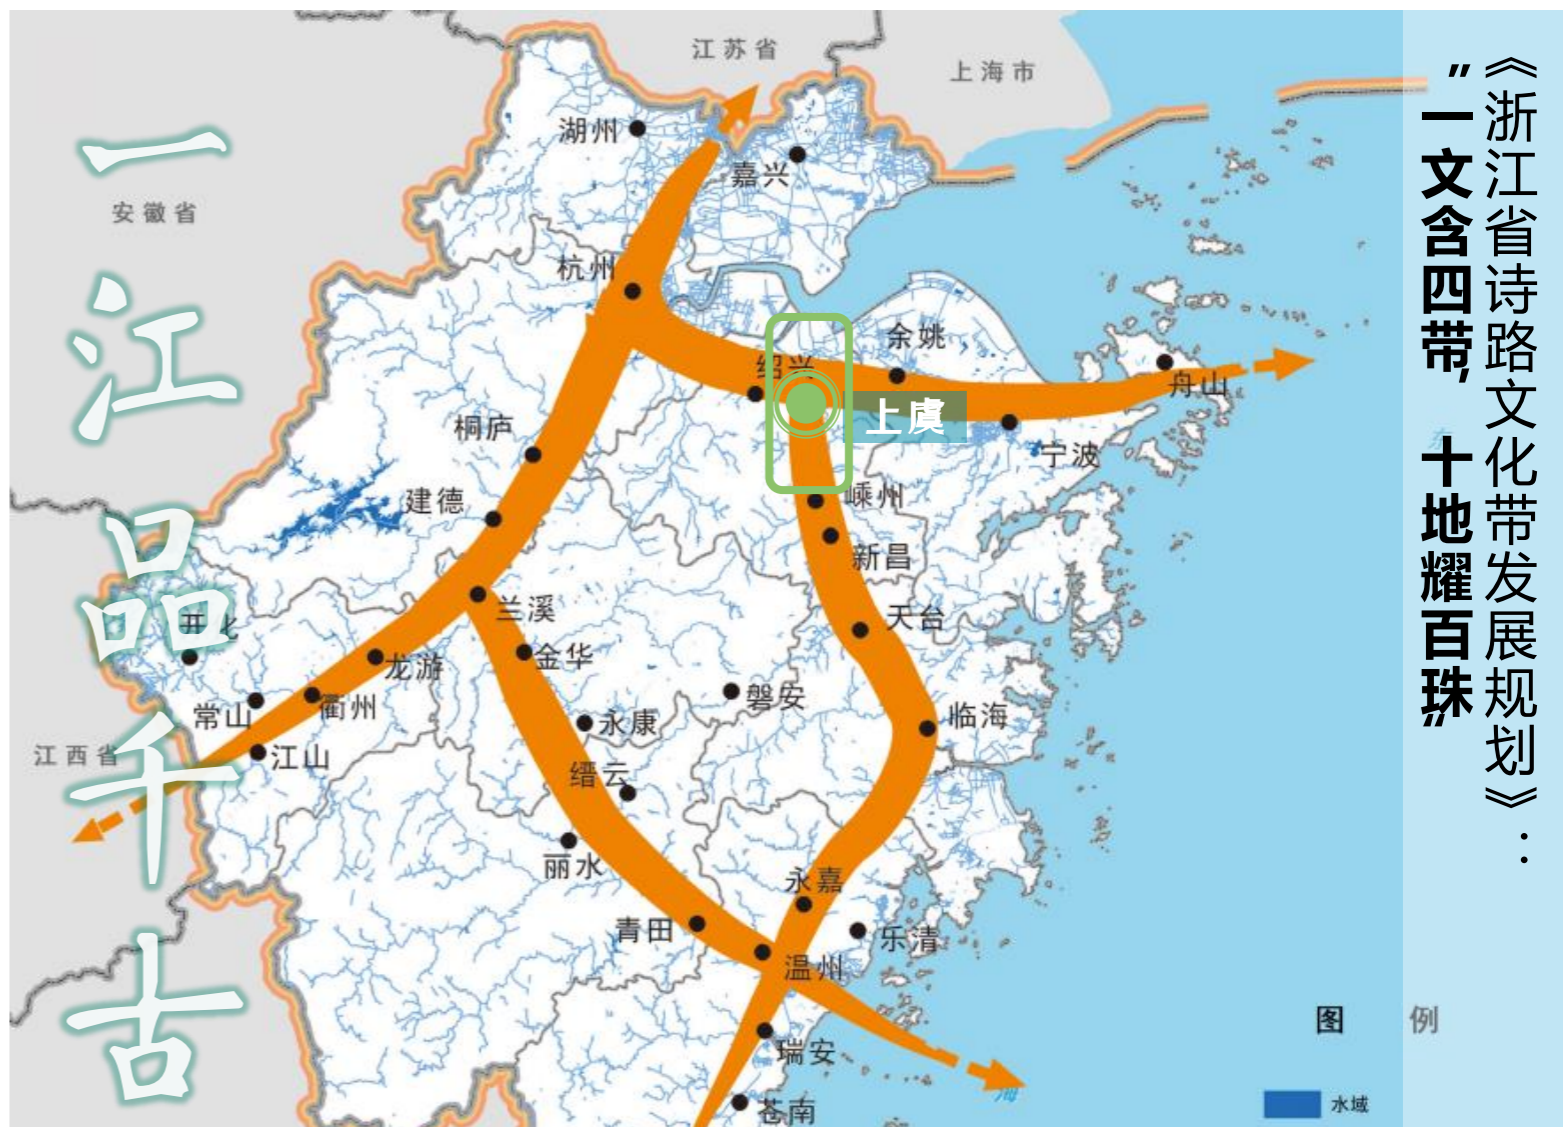 《浙江省诗路文化带发展规划》：
"一文含四带，十地耀百珠"
一江品千古
江苏省
上海市
安徽省
江西省
湖州
嘉兴
杭州
绍兴
余姚
舟山
上虞
宁波
桐庐
建德
嵊州
新昌
兰溪
天台
开化
金华
龙游
磐安
常山
衢州
永康
临海
江山
缙云
丽水
永嘉
青田
乐清
温州
瑞安
苍南
东
海
图例
水域